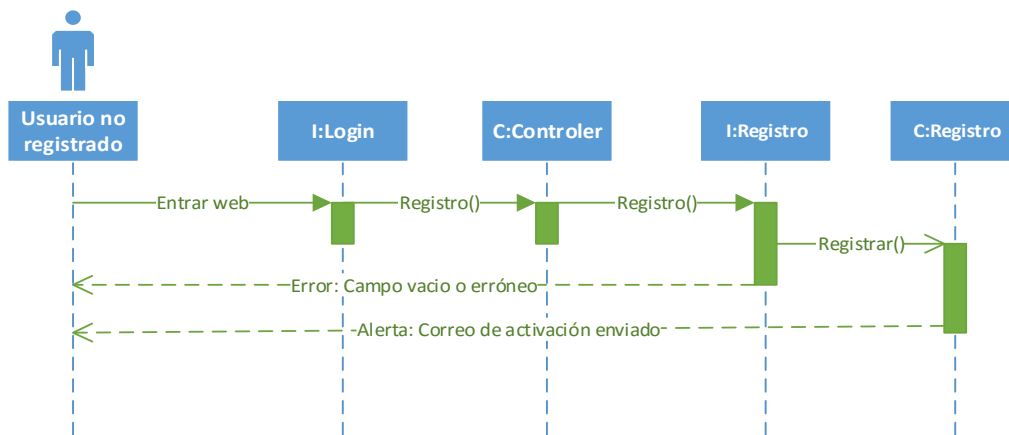 Usuario no
registrado
I:Login
C:Controler
I:Registro
C:Registro
Entrar web
Registro()
Registro()
Registrar()
Error: Campo vacio o erróneo
Alerta: Correo de activación enviado